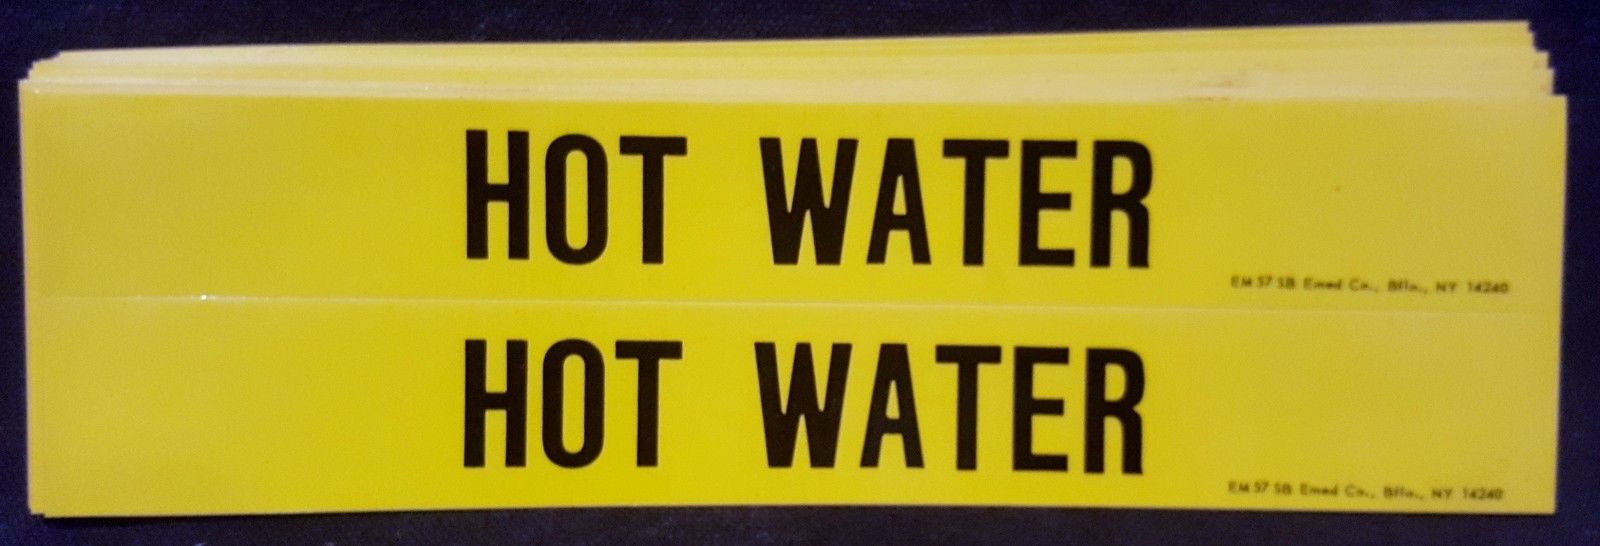 HOT WATER
EM 57 SB Emed Co., Bflo., NY 14240
HOT WATER
EM 57 SB Emed Co., Bflo., NY 14240